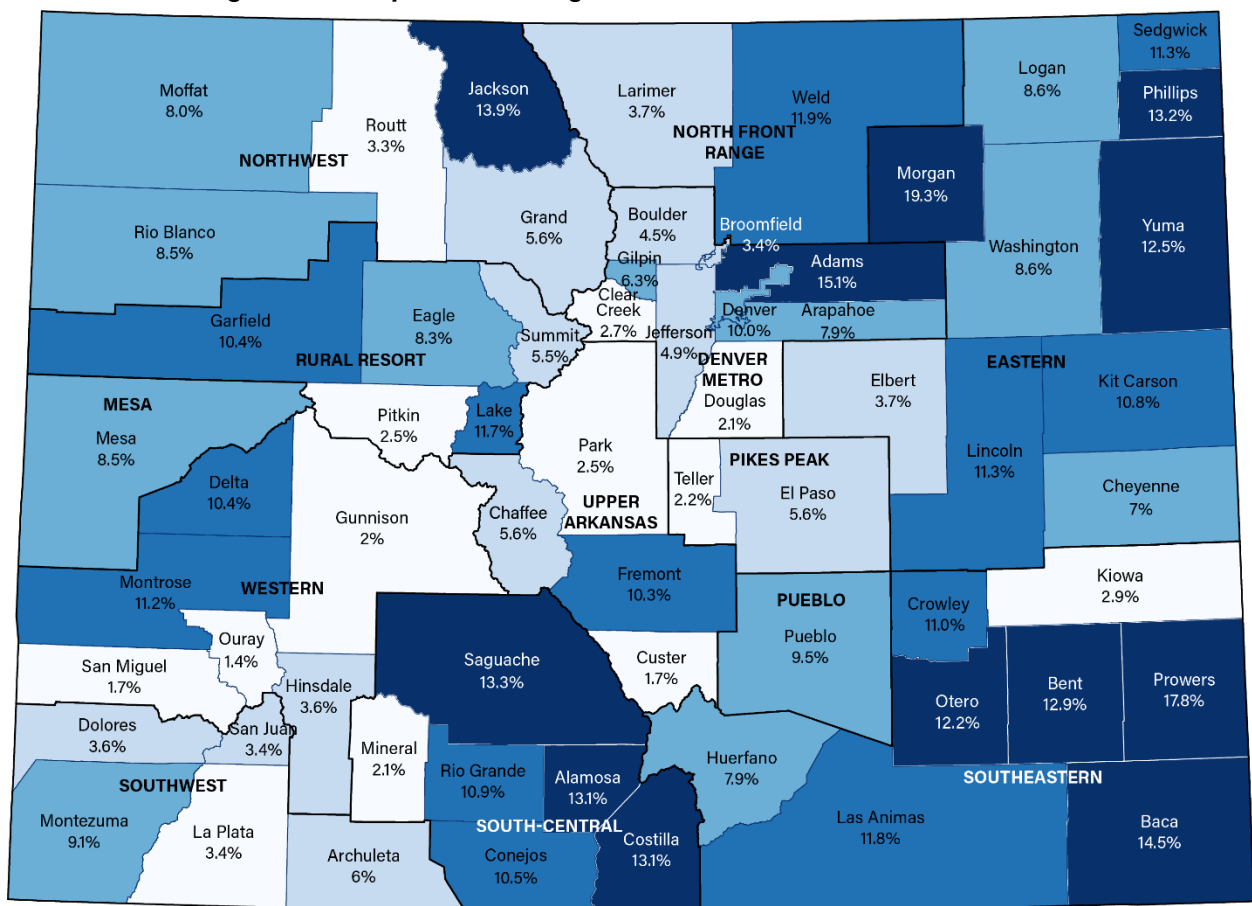 Moffat
8.0%
Routt
3.3%
Jackson
13.9%
Larimer
3.7%
Weld
11.9%
Logan
8.6%
Sedgwick
11.3%
Phillips
13.2%
NORTHWEST
NORTH FRONT
RANGE
Morgan
19.3%
Yuma
12.5%
Rio Blanco
8.5%
Grand
5.6%
Boulder
4.5%
Broomfield
3.4%
Washington
8.6%
Gilpin
6.3%
Adams
15.1%
Garfield
10.4%
Eagle
8.3%
Summit
5.5%
Clear
Creek
2.7%
Jefferson
4.9%
Denver
10.0%
Arapahoe
7.9%
RURAL RESORT
DENVER
METRO
Douglas
2.1%
Elbert
3.7%
EASTERN
Kit Carson
10.8%
MESA
Mesa
8.5%
Pitkin
2.5%
Lake
11.7%
Park
2.5%
Lincoln
11.3%
Delta
10.4%
Teller
2.2%
PIKES PEAK
El Paso
5.6%
Cheyenne
7%
Gunnison
2%
Chaffee
5.6%
UPPER
ARKANSAS
Montrose
11.2%
WESTERN
Fremont
10.3%
PUEBLO
Pueblo
9.5%
Crowley
11.0%
Kiowa
2.9%
Ouray
1.4%
San Miguel
1.7%
Hinsdale
3.6%
Saguache
13.3%
Custer
1.7%
Otero
12.2%
Bent
12.9%
Prowers
17.8%
Dolores
3.6%
San Juan
3.4%
Mineral
2.1%
Rio Grande
10.9%
Alamosa
13.1%
Huerfano
7.9%
SOUTHWEST
SOUTHEASTERN
Montezuma
9.1%
La Plata
3.4%
SOUTH-CENTRAL
Las Animas
11.8%
Baca
14.5%
Archuleta
6%
Conejos
10.5%
Costilla
13.1%